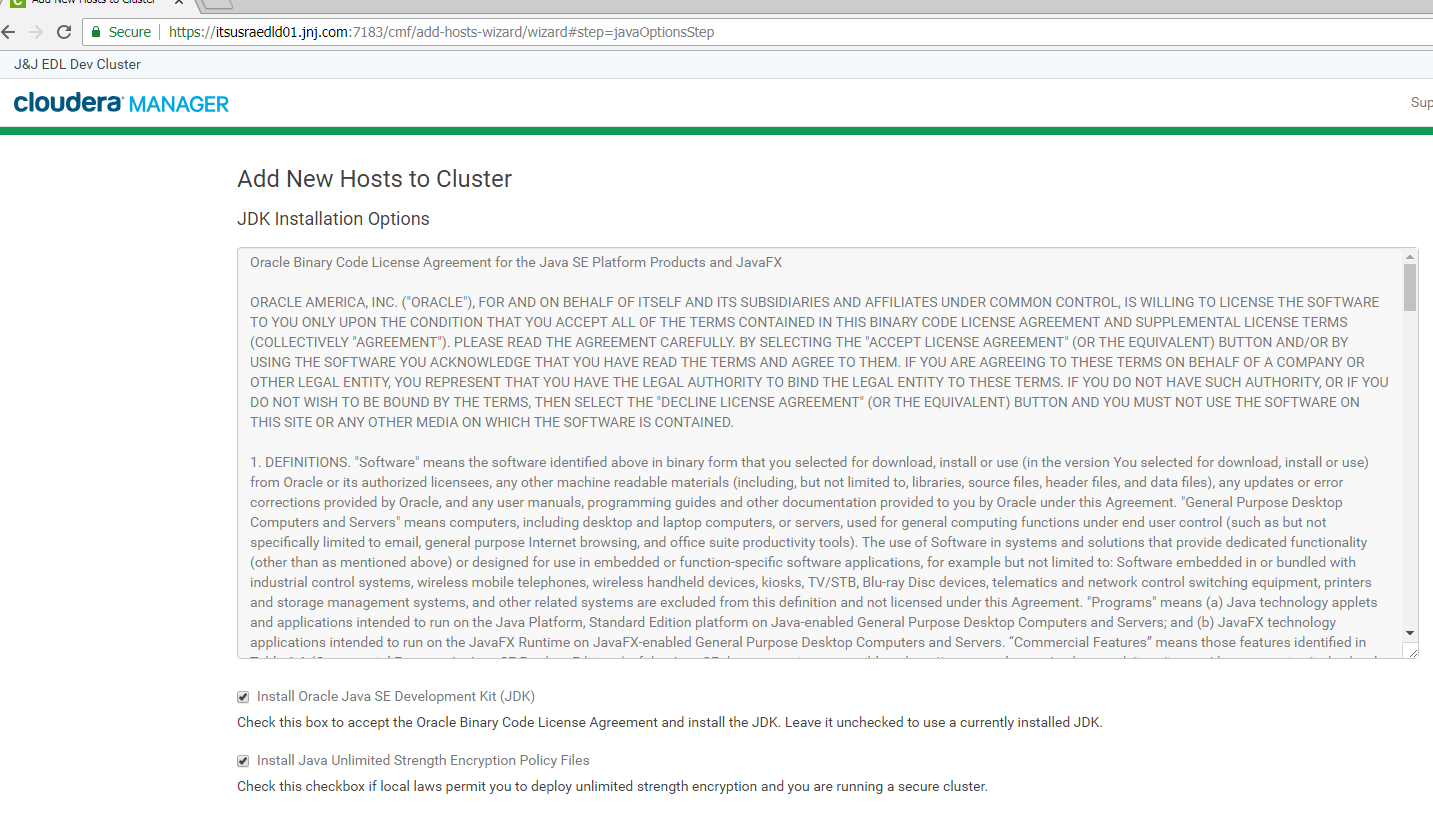 Add New Hosts to Cluster
Secure https://itsusraedld01.jnj.com:7183/cmf/add-hosts-wizard/wizard#step=javaOptionsStep
J&J EDL Dev Cluster
cloudera MANAGER
Sup
Add New Hosts to Cluster
JDK Installation Options
Oracle Binary Code License Agreement for the Java SE Platform Products and JavaFX
ORACLE AMERICA, INC. ("ORACLE"), FOR AND ON BEHALF OF ITSELF AND ITS SUBSIDIARIES AND AFFILIATES UNDER COMMON CONTROL, IS WILLING TO LICENSE THE SOFTWARE
TO YOU ONLY UPON THE CONDITION THAT YOU ACCEPT ALL OF THE TERMS CONTAINED IN THIS BINARY CODE LICENSE AGREEMENT AND SUPPLEMENTAL LICENSE TERMS
(COLLECTIVELY "AGREEMENT"). PLEASE READ THE AGREEMENT CAREFULLY. BY SELECTING THE "ACCEPT LICENSE AGREEMENT" (OR THE EQUIVALENT) BUTTON AND/OR BY
USING THE SOFTWARE YOU ACKNOWLEDGE THAT YOU HAVE READ THE TERMS AND AGREE TO THEM. IF YOU ARE AGREEING TO THESE TERMS ON BEHALF OF A COMPANY OR
OTHER LEGAL ENTITY, YOU REPRESENT THAT YOU HAVE THE LEGAL AUTHORITY TO BIND THE LEGAL ENTITY TO THESE TERMS. IF YOU DO NOT HAVE SUCH AUTHORITY, OR IF YOU
DO NOT WISH TO BE BOUND BY THE TERMS, THEN SELECT THE "DECLINE LICENSE AGREEMENT" (OR THE EQUIVALENT) BUTTON AND YOU MUST NOT USE THE SOFTWARE ON
THIS SITE OR ANY OTHER MEDIA ON WHICH THE SOFTWARE IS CONTAINED.
1. DEFINITIONS. "Software" means the software identified above in binary form that you selected for download, install or use (in the version You selected for download, install or use)
from Oracle or its authorized licensees, any other machine readable materials (including, but not limited to, libraries, source files, header files, and data files), any updates or error
corrections provided by Oracle, and any user manuals, programming guides and other documentation provided to you by Oracle under this Agreement. "General Purpose Desktop
Computers and Servers" means computers, including desktop and laptop computers, or servers, used for general computing functions under end user control (such as but not
specifically limited to email, general purpose Internet browsing, and office suite productivity tools). The use of Software in systems and solutions that provide dedicated functionality
(other than as mentioned above) or designed for use in embedded or function-specific software applications, for example but not limited to: Software embedded in or bundled with
industrial control systems, wireless mobile telephones, wireless handheld devices, kiosks, TV/STB, Blu-ray Disc devices, telematics and network control switching equipment, printers
and storage management systems, and other related systems are excluded from this definition and not licensed under this Agreement. "Programs" means (a) Java technology applets
and applications intended to run on the Java Platform, Standard Edition platform on Java-enabled General Purpose Desktop Computers and Servers; and (b) JavaFX technology
applications intended to run on the JavaFX Runtime on JavaFX-enabled General Purpose Desktop Computers and Servers. “Commercial Features” means those features identified in
Install Oracle Java SE Development Kit (JDK)
Check this box to accept the Oracle Binary Code License Agreement and install the JDK. Leave it unchecked to use a currently installed JDK.
Install Java Unlimited Strength Encryption Policy Files
Check this checkbox if local laws permit you to deploy unlimited strength encryption and you are running a secure cluster.